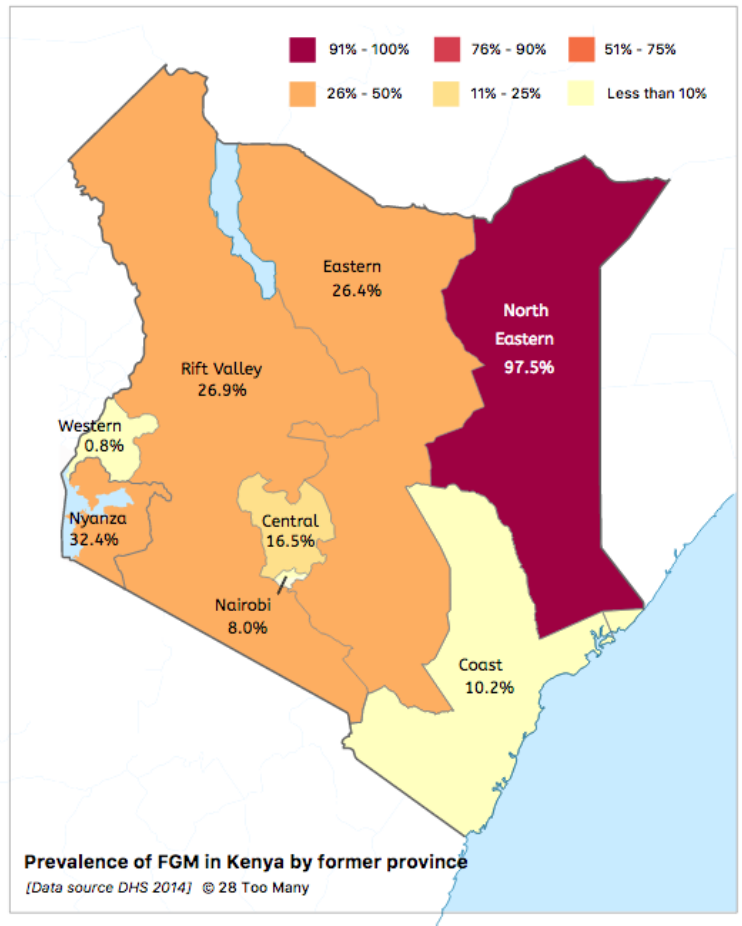 91% - 100%
76% - 90%
51% - 75%
26% - 50%
11% - 25%
Less than 10%
Eastern
26.4%
North
Eastern
97.5%
Rift Valley
26.9%
Western
0.8%
Nyanza
32.4%
Central
16.5%
Nairobi
8.0%
Coast
10.2%
Prevalence of FGM in Kenya by former province
[Data source DHS 2014] © 28 Too Many